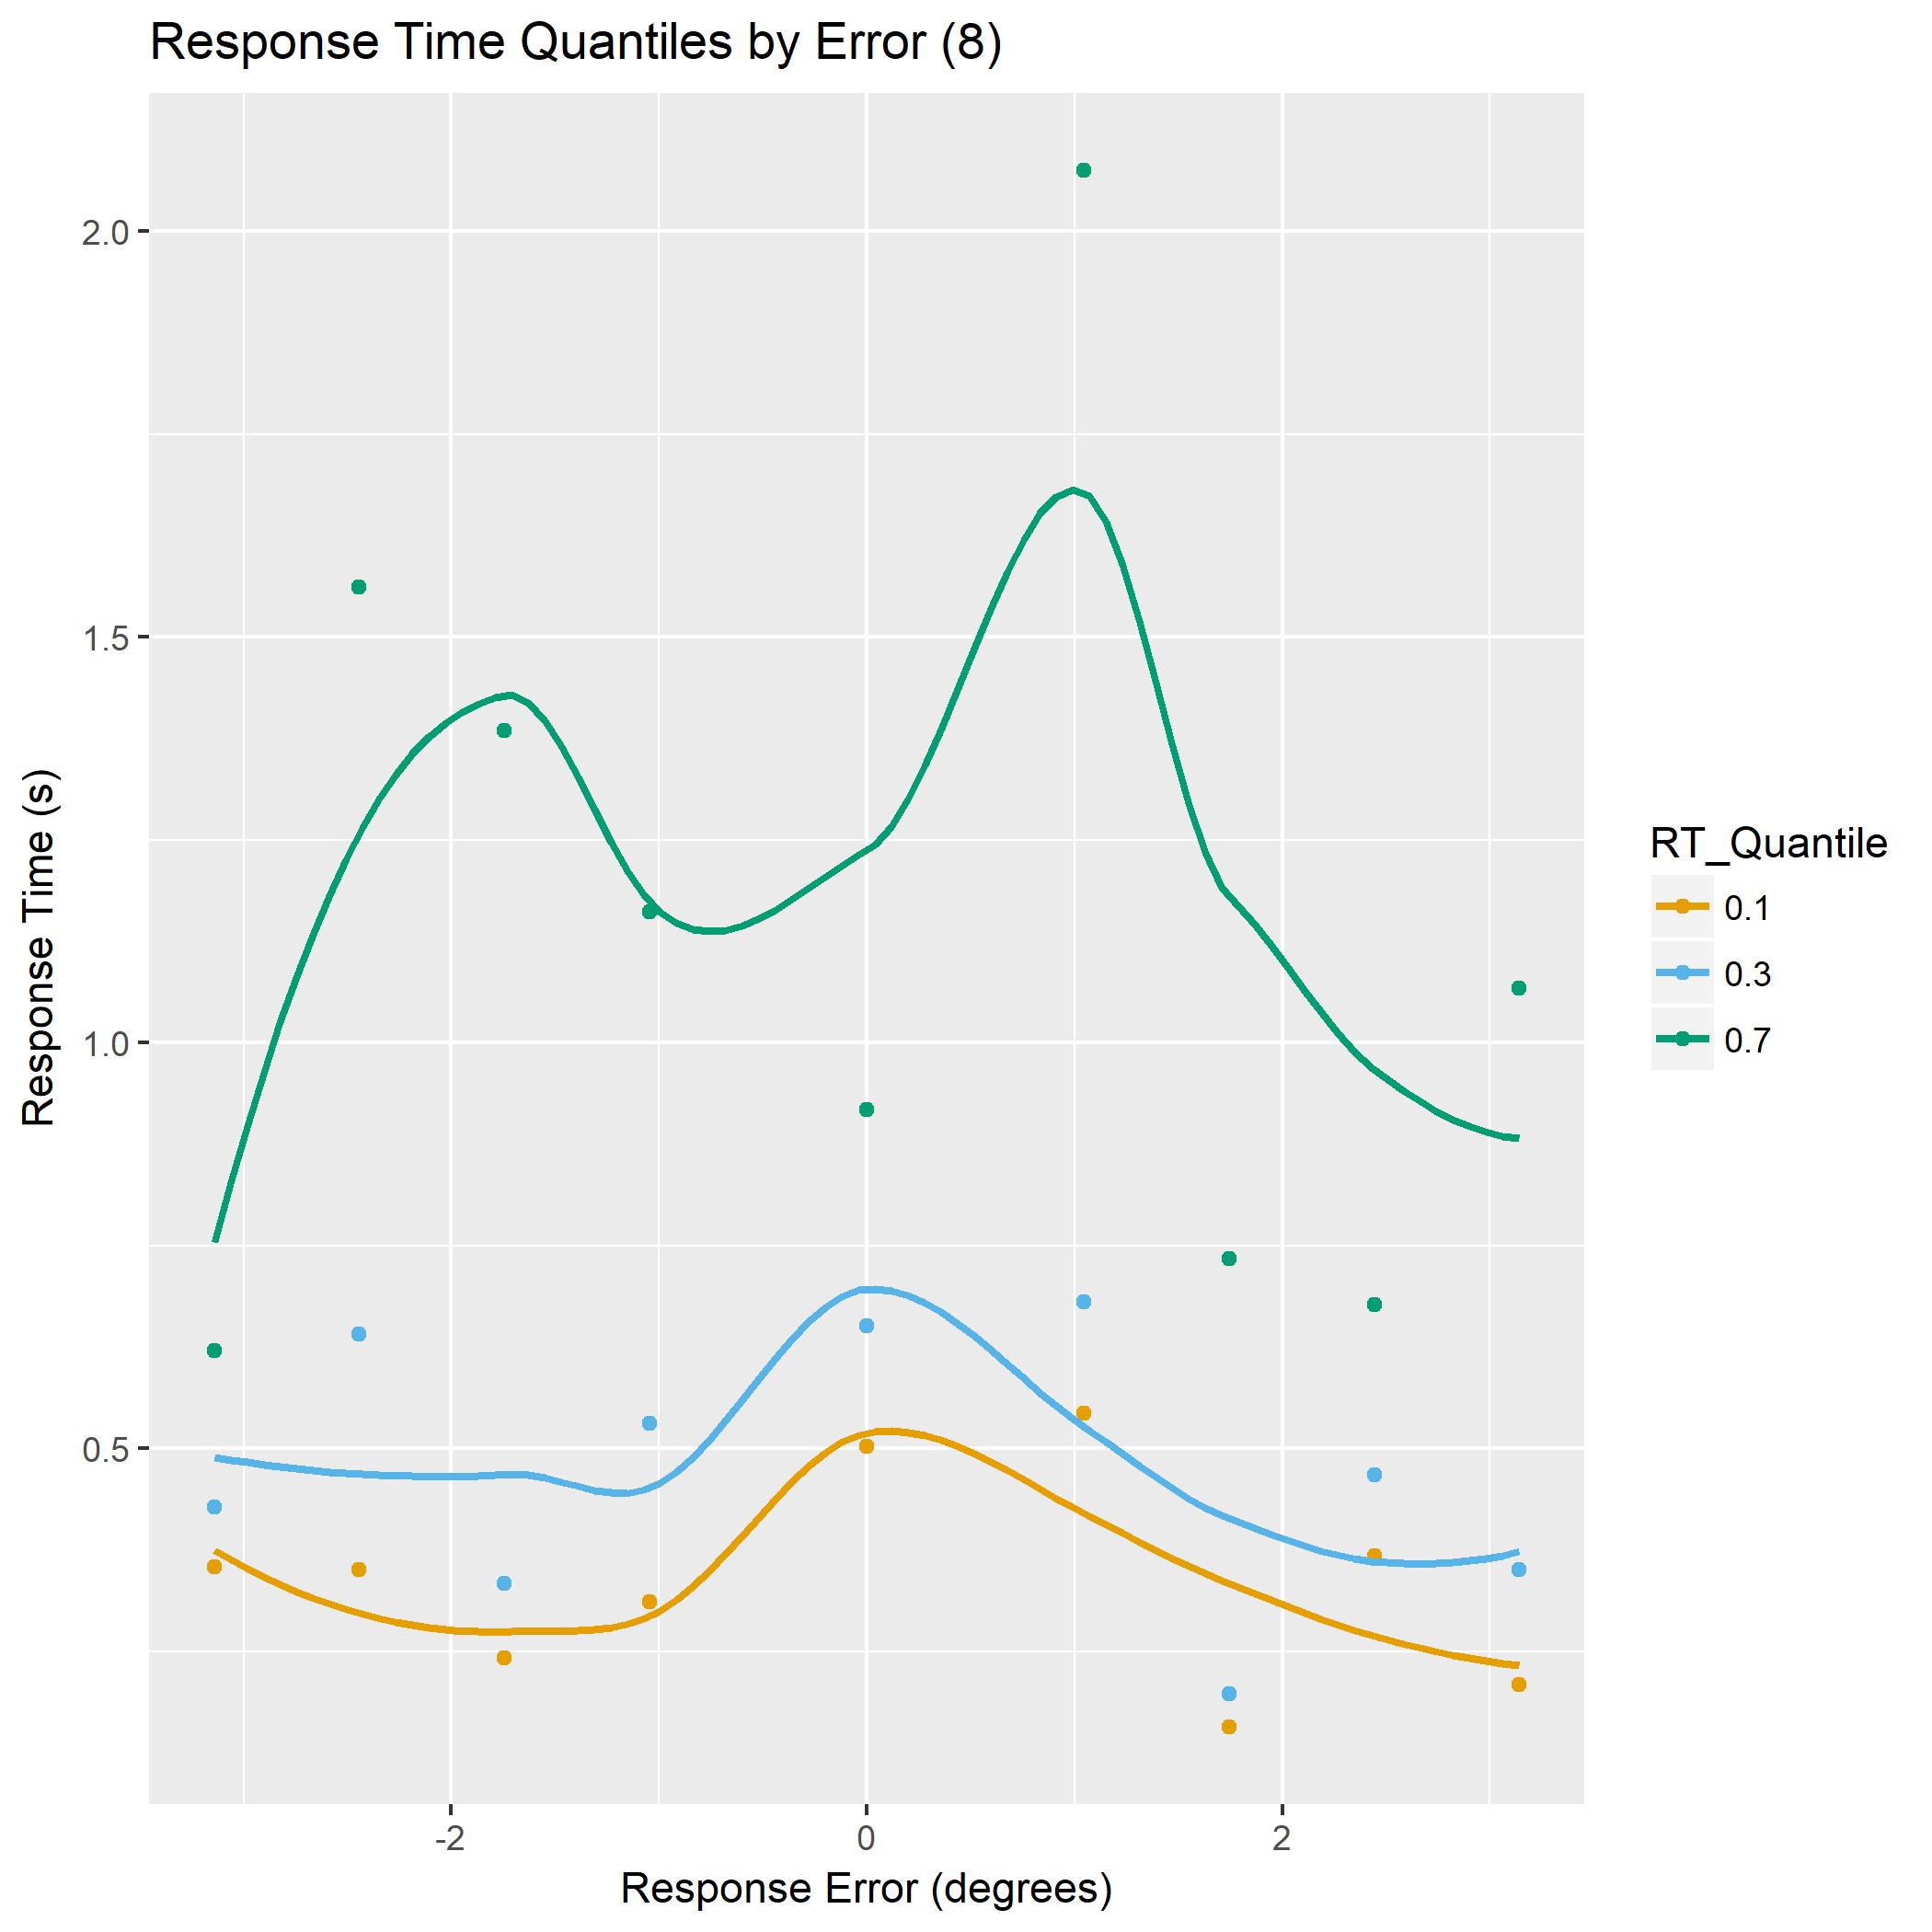 Response Time Quantiles by Error (8)
2.0
1.5
1.0
0.5
Response Time (s)
-2
0
2
Response Error (degrees)
RT_Quantile
0.1
0.3
0.7